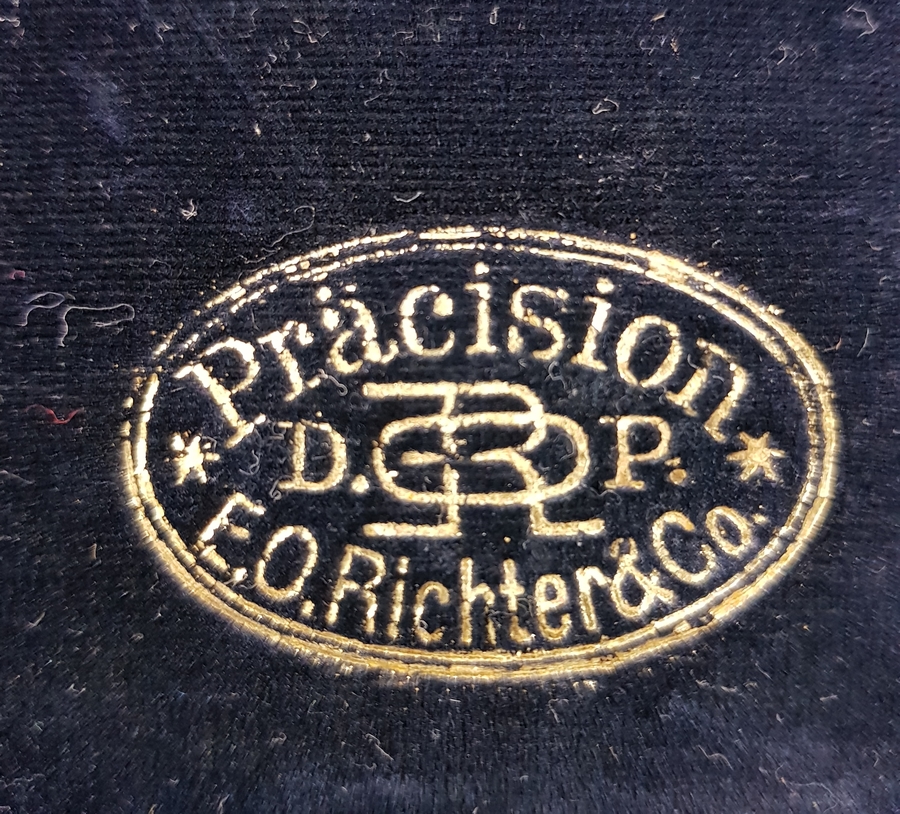 Präcision
D. P.
E.O. Richter & Co.